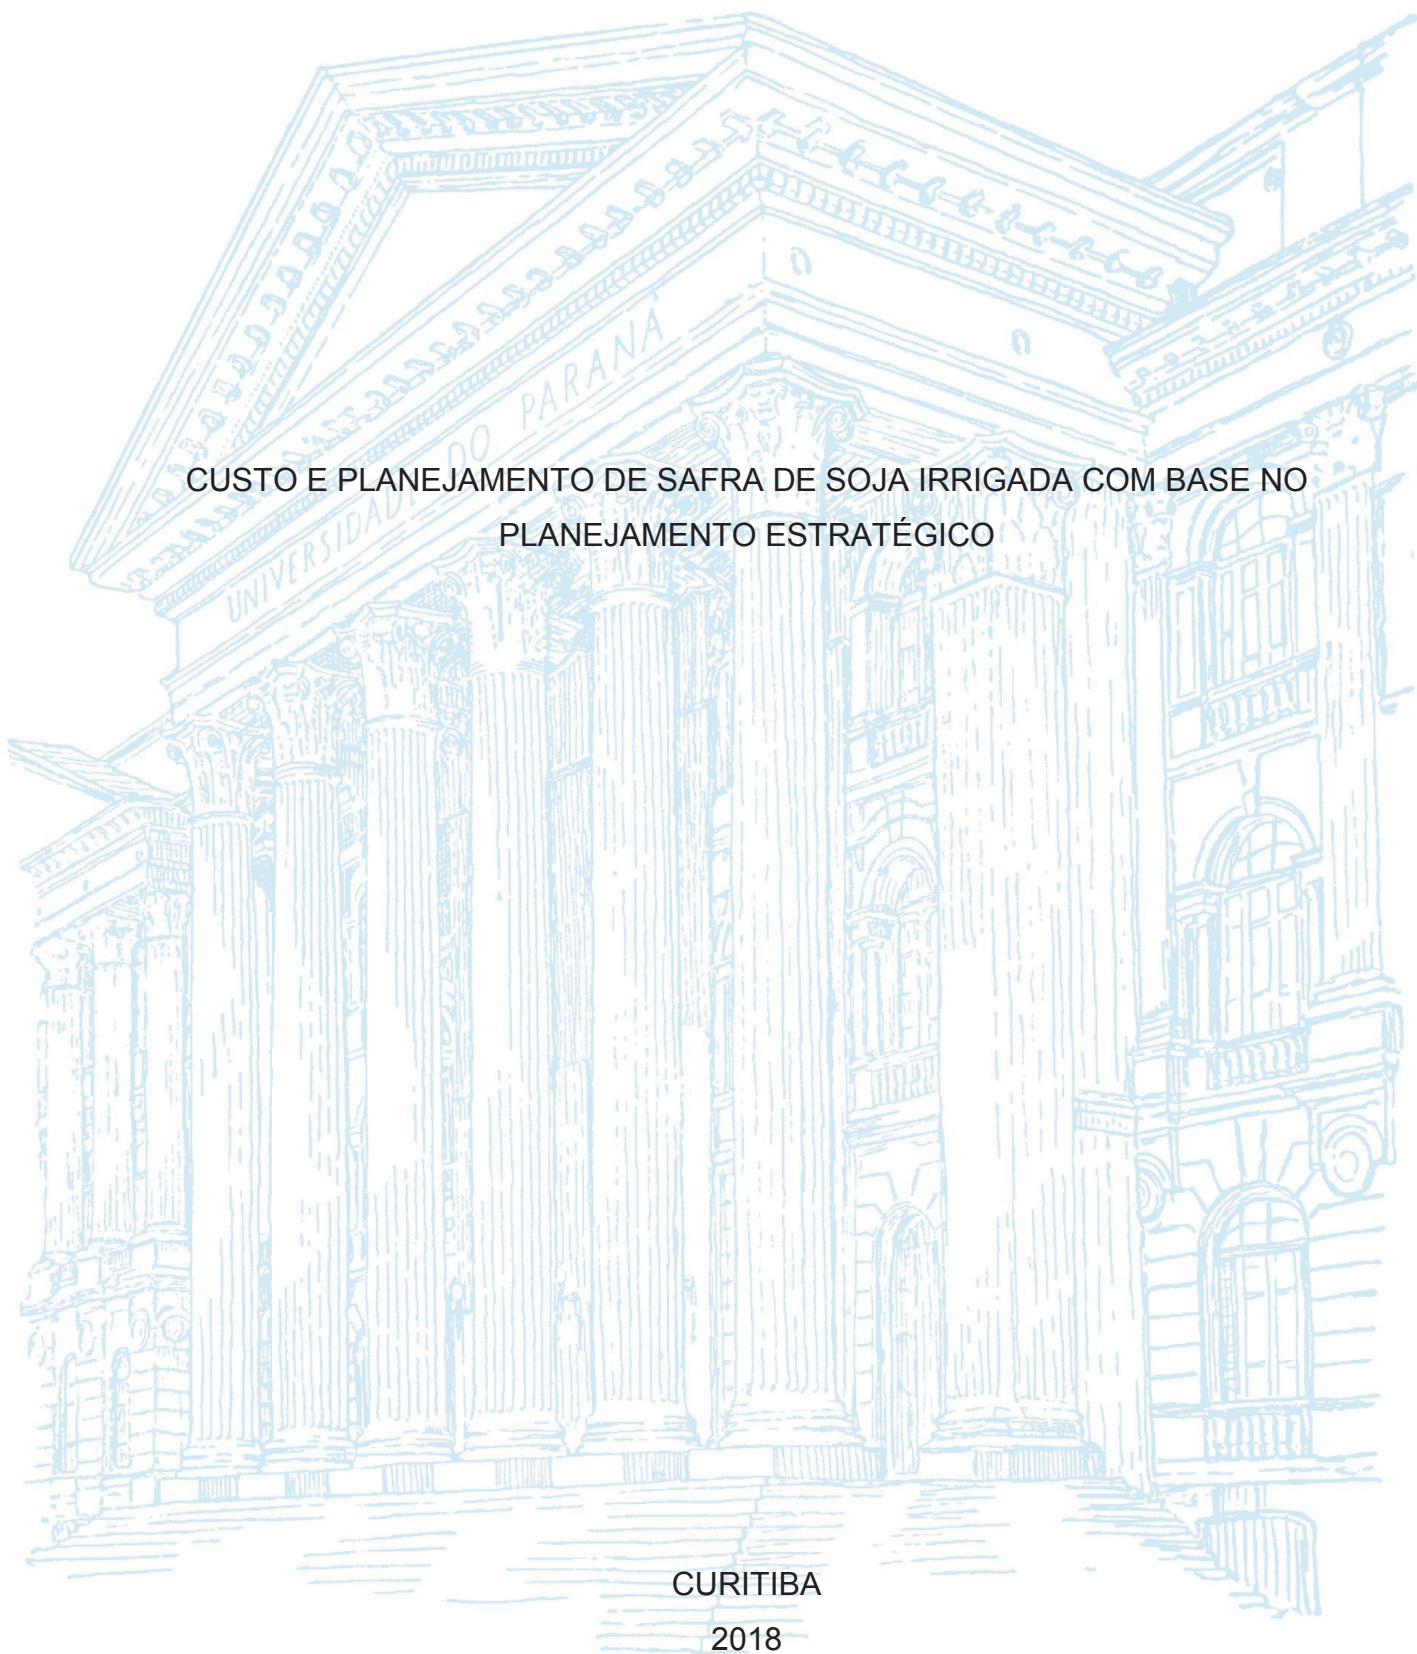 UNIVERSIDADE DO PARANÁ
CUSTO E PLANEJAMENTO DE SAFRA DE SOJA IRRIGADA COM BASE NO
PLANEJAMENTO ESTRATÉGICO
CURITIBA
2018